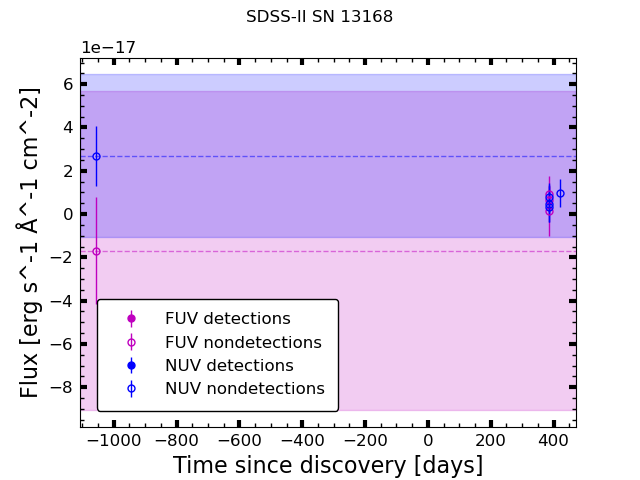 SDSS-II SN 13168
1e−17
6
4
2
0
−2
−4
−6
−8
Flux [erg s^-1 Å^-1 cm^-2]
FUV detections
FUV nondetections
NUV detections
NUV nondetections
−1000 −800 −600 −400 −200 0 200 400
Time since discovery [days]